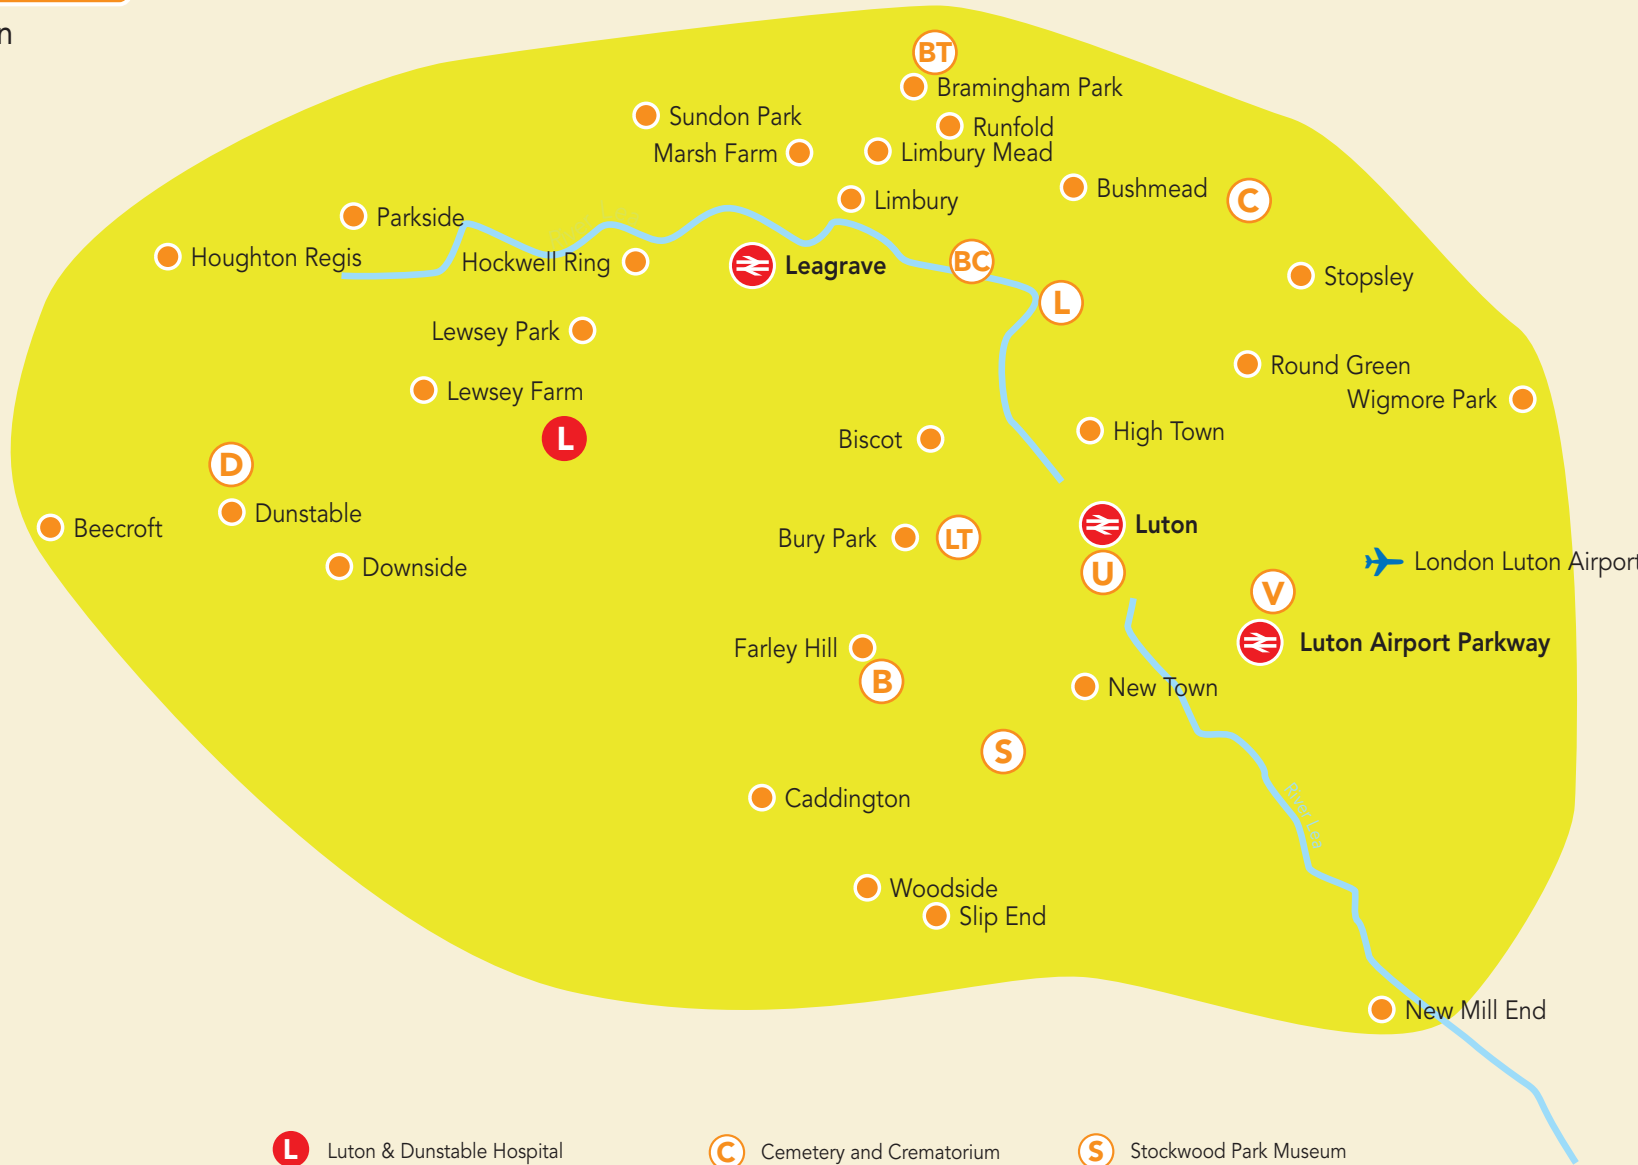 n
BT
Bramingham Park
Sundon Park
Runfold
Marsh Farm
Limbury Mead
Bushmead
C
Limbury
Parkside
Houghton Regis
Hockwell Ring
Leagrave
BC
Stopsley
L
Lewsey Park
Round Green
Lewsey Farm
Wigmore Park
L
Biscot
High Town
D
Dunstable
Beecroft
Luton
Bury Park
LT
London Luton Airport
Downside
U
V
Farley Hill
Luton Airport Parkway
B
New Town
S
Caddington
River Lea
Woodside
Slip End
New Mill End
L Luton & Dunstable Hospital
C Cemetery and Crematorium
S Stockwood Park Museum